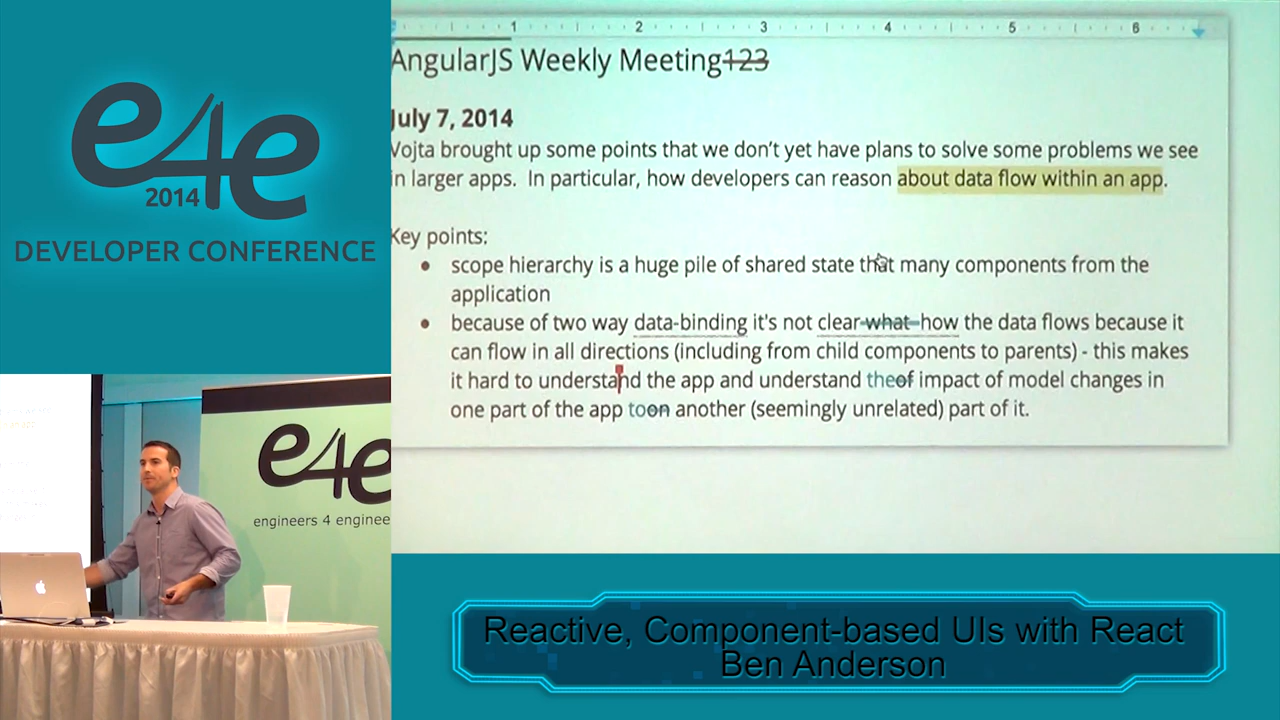 e4e
2014
DEVELOPER CONFERENCE
1 2 3 4 5 6
AngularJS Weekly Meeting123
July 7, 2014
Vojta brought up some points that we don't yet have plans to solve some problems we see
in larger apps. In particular, how developers can reason about data flow within an app.
Key points:
• scope hierarchy is a huge pile of shared state that many components from the
application
• because of two way data-binding it's not clear what how the data flows because it
can flow in all directions (including from child components to parents) - this makes
it hard to understand the app and understand theof impact of model changes in
one part of the app toon another (seemingly unrelated) part of it.
e4e
engineers 4 enginee
Reactive, Component-based UIs with React
Ben Anderson